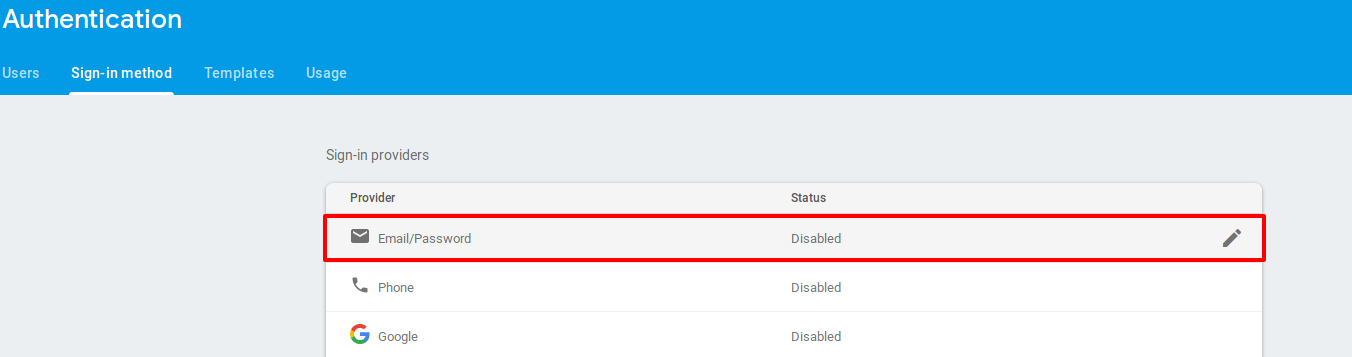 Authentication
Users Sign-in method Templates Usage
Sign-in providers
Provider Status
Email/Password Disabled
Phone Disabled
Google Disabled